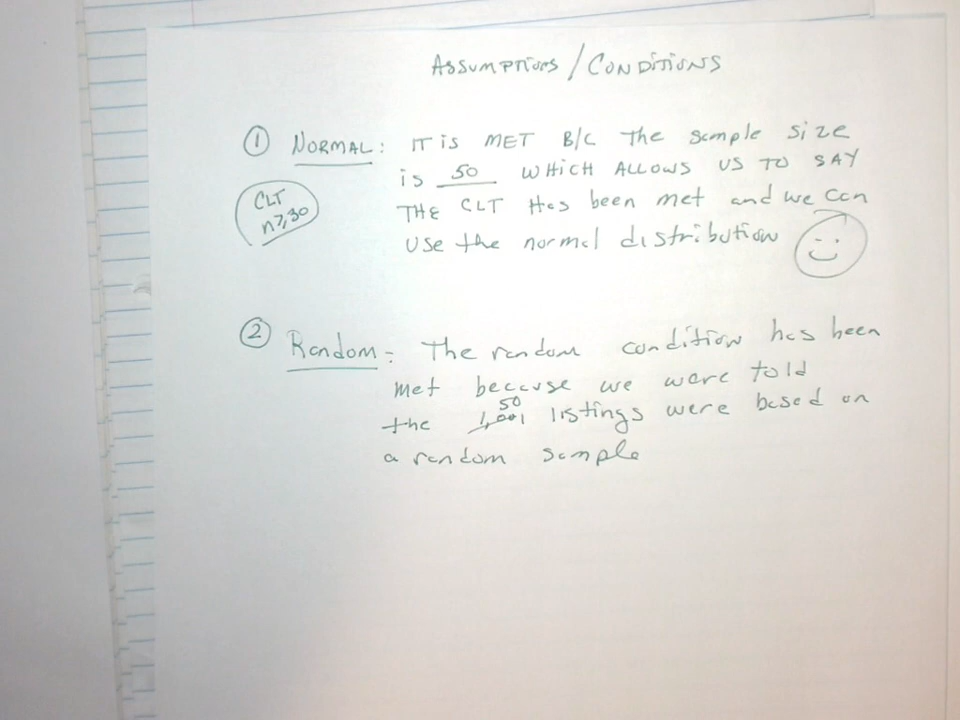 ASSUMPTIONS / CONDITIONS
① NORMAL: IT is MET B/C The sample size
is 50 WHICH ALLOWS US TO SAY
CLT
n≥30
THE CLT Has been met and we can
use the normal distribution
② Random: The random condition has been
met because we were told
50
the 1,001 listings were based on
a random sample